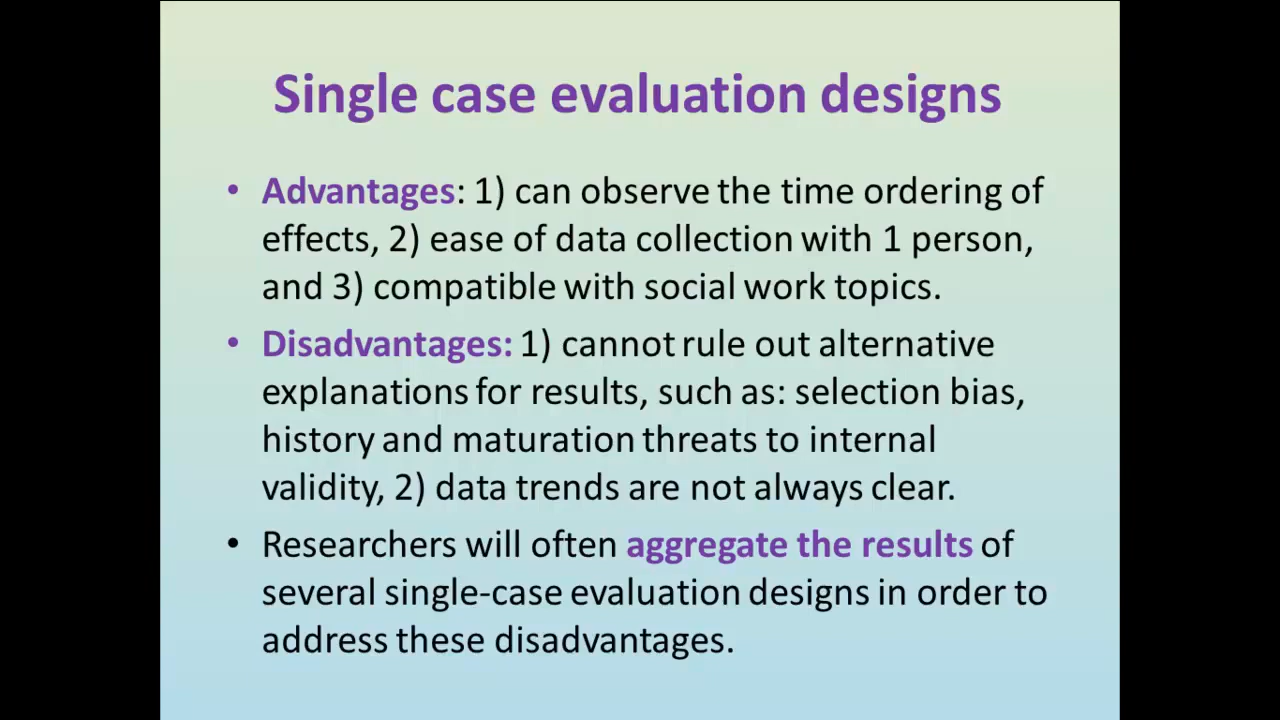 Single case evaluation designs
• Advantages: 1) can observe the time ordering of
effects, 2) ease of data collection with 1 person,
and 3) compatible with social work topics.
• Disadvantages: 1) cannot rule out alternative
explanations for results, such as: selection bias,
history and maturation threats to internal
validity, 2) data trends are not always clear.
• Researchers will often aggregate the results of
several single-case evaluation designs in order to
address these disadvantages.